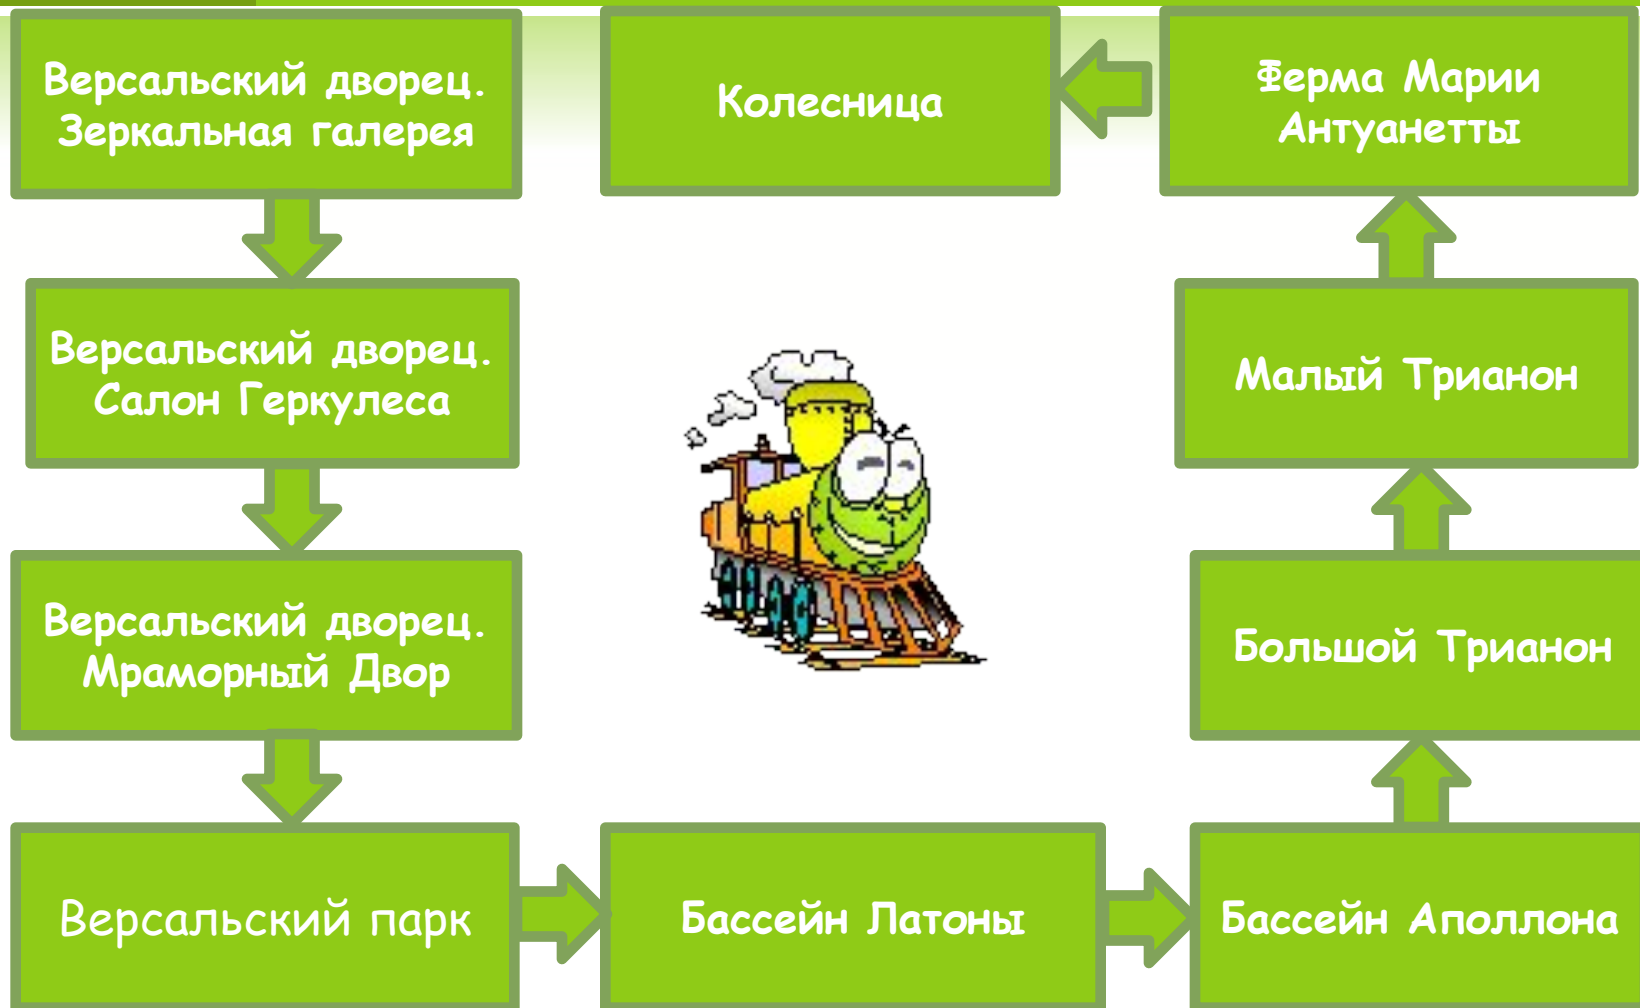 Версальский дворец.
Зеркальная галерея
Версальский дворец.
Салон Геркулеса
Версальский дворец.
Мраморный Двор
Версальский парк
Бассейн Латоны
Бассейн Аполлона
Большой Трианон
Малый Трианон
Ферма Марии
Антуанетты
Колесница